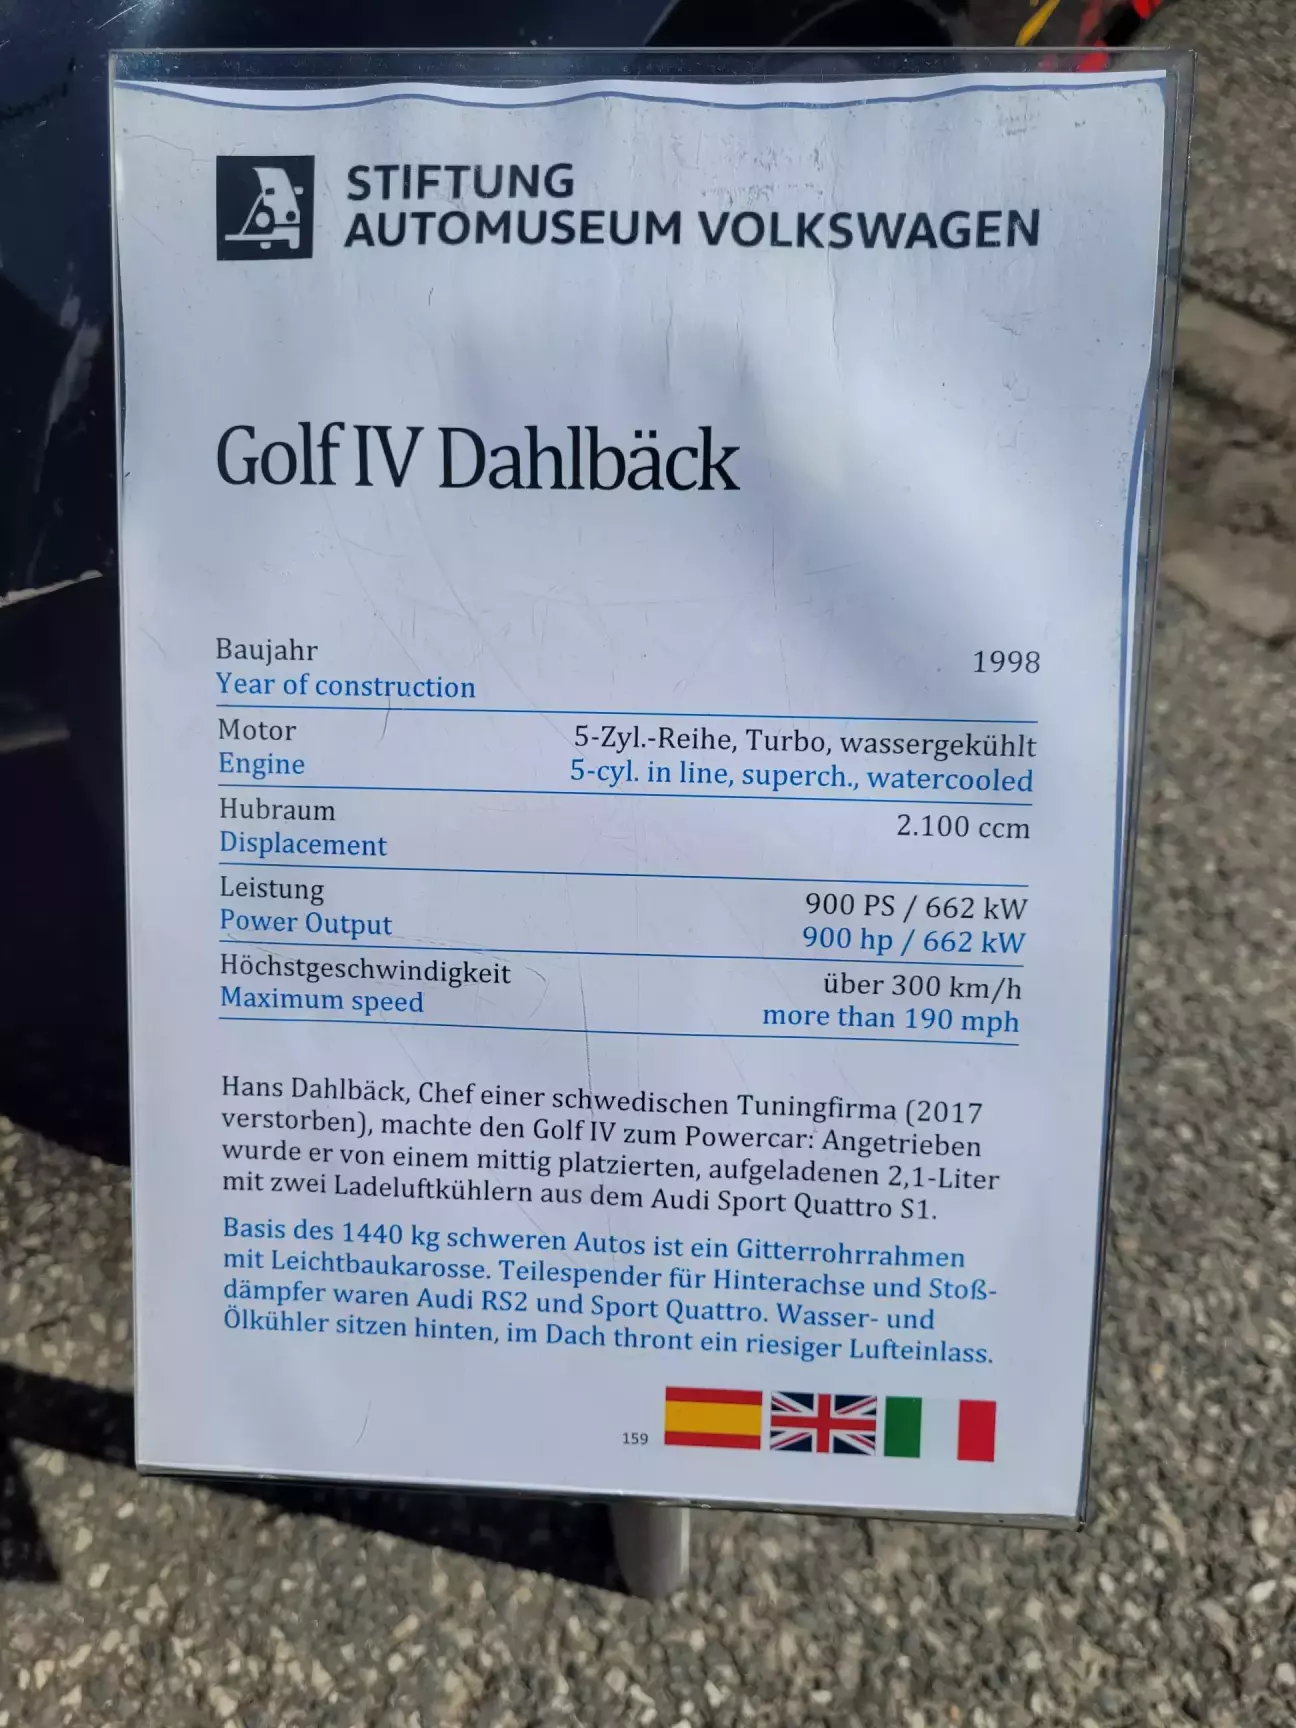 STIFTUNG
AUTOMUSEUM VOLKSWAGEN
Golf IV Dahlbäck
Baujahr 1998
Year of construction
Motor 5-Zyl.-Reihe, Turbo, wassergekühlt
Engine 5-cyl. in line, superch., watercooled
Hubraum 2.100 ccm
Displacement
Leistung 900 PS / 662 kW
Power Output 900 hp / 662 kW
Höchstgeschwindigkeit über 300 km/h
Maximum speed more than 190 mph
Hans Dahlbäck, Chef einer schwedischen Tuningfirma (2017
verstorben), machte den Golf IV zum Powercar: Angetrieben
wurde er von einem mittig platzierten, aufgeladenen 2,1-Liter
mit zwei Ladeluftkühlern aus dem Audi Sport Quattro S1.
Basis des 1440 kg schweren Autos ist ein Gitterrohrrahmen
mit Leichtbaukarosse. Teilespender für Hinterachse und Stoß-
dämpfer waren Audi RS2 und Sport Quattro. Wasser- und
Ölkühler sitzen hinten, im Dach thront ein riesiger Lufteinlass.
159